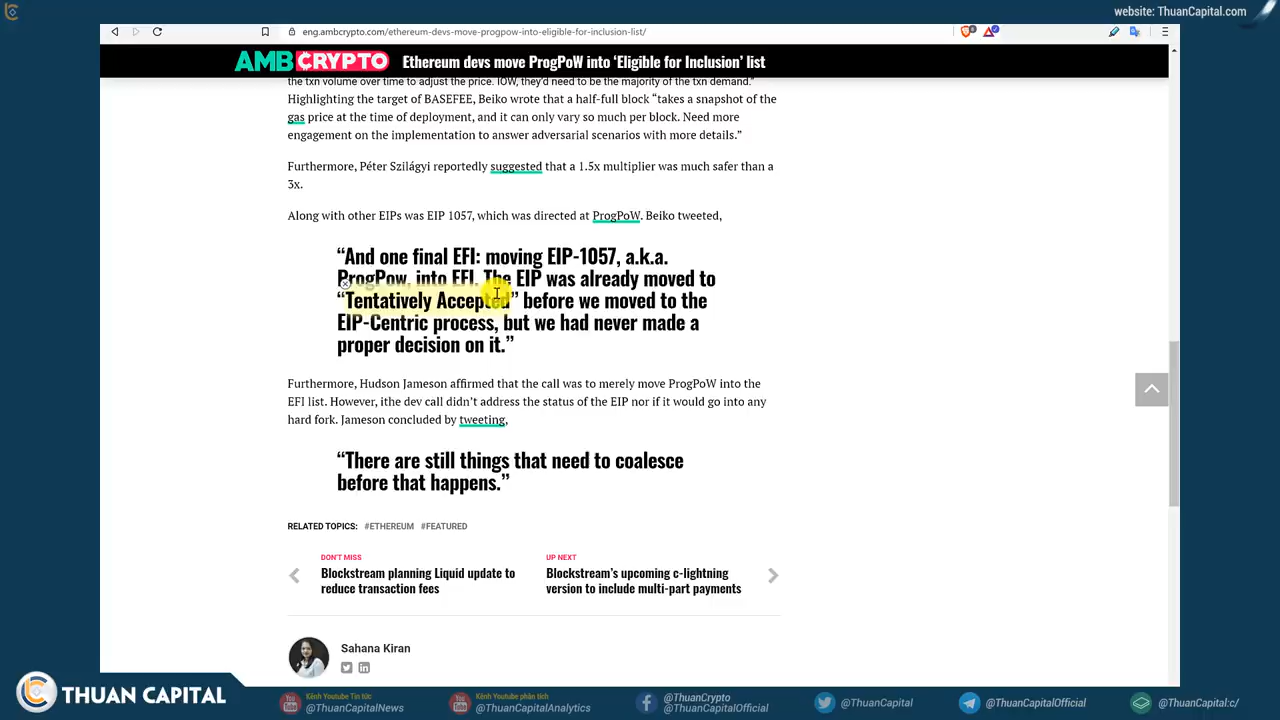 website: ThuanCapital.com
eng.ambcrypto.com/ethereum-devs-move-progpow-into-eligible-for-inclusion-list/
AMBCRYPTO Ethereum devs move ProgPoW into ‘Eligible for Inclusion’ list
the txn volume over time to adjust the price. IOW, they’d need to be the majority of the txn demand.”
Highlighting the target of BASEFEE, Beiko wrote that a half-full block “takes a snapshot of the
gas price at the time of deployment, and it can only vary so much per block. Need more
engagement on the implementation to answer adversarial scenarios with more details.”
Furthermore, Péter Szilágyi reportedly suggested that a 1.5x multiplier was much safer than a
3x.
Along with other EIPs was EIP 1057, which was directed at ProgPoW. Beiko tweeted,
“And one final EFI: moving EIP-1057, a.k.a.
ProgPow, into EFI. The EIP was already moved to
“Tentatively Accepted” before we moved to the
EIP-Centric process, but we had never made a
proper decision on it.”
Furthermore, Hudson Jameson affirmed that the call was to merely move ProgPoW into the
EFI list. However, ithe dev call didn’t address the status of the EIP nor if it would go into any
hard fork. Jameson concluded by tweeting,
“There are still things that need to coalesce
before that happens.”
RELATED TOPICS: #ETHEREUM #FEATURED
DON'T MISS
Blockstream planning Liquid update to
reduce transaction fees
UP NEXT
Blockstream’s upcoming c-lightning
version to include multi-part payments
Sahana Kiran
THUAN CAPITAL
Kênh Youtube Tin tức
@ThuanCapitalNews
Kênh Youtube phân tích
@ThuanCapitalAnalytics
@ThuanCrypto
@ThuanCapitalOfficial
@ThuanCapital
@ThuanCapitalOfficial
@ThuanCapital:c/